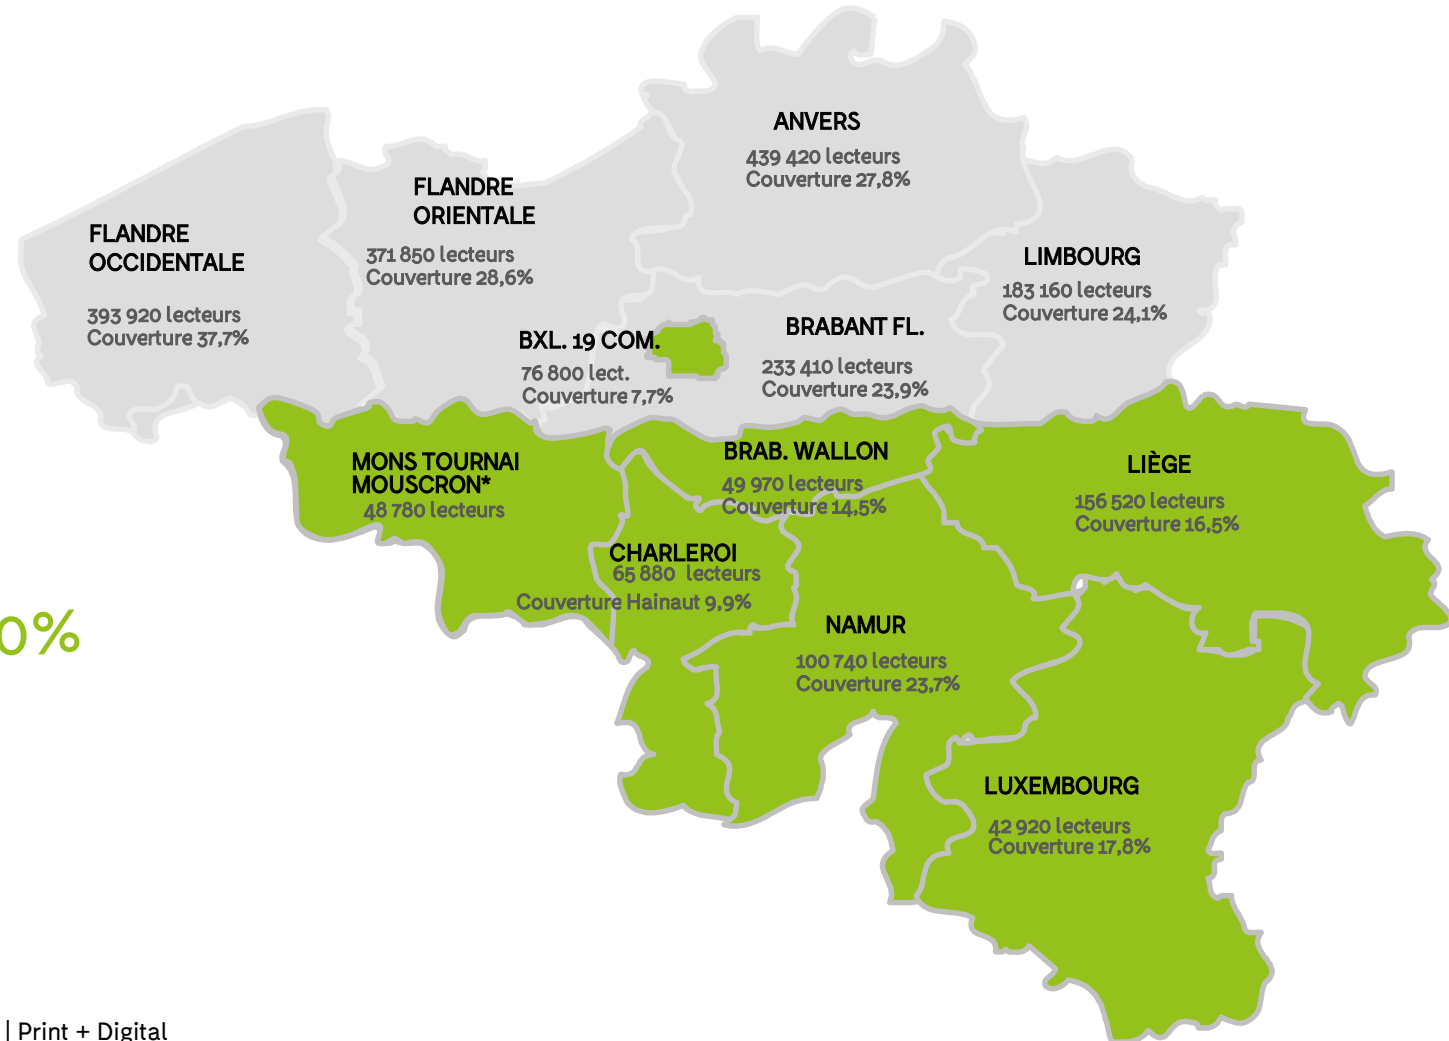 ANVERS
439 420 lecteurs
Couverture 27,8%
FLANDRE
ORIENTALE
371 850 lecteurs
Couverture 28,6%
FLANDRE
OCCIDENTALE
393 920 lecteurs
Couverture 37,7%
LIMBOURG
183 160 lecteurs
Couverture 24,1%
BXL. 19 COM.
76 800 lect.
Couverture 7,7%
BRABANT FL.
233 410 lecteurs
Couverture 23,9%
MONS TOURNAI
MOUSCRON*
48 780 lecteurs
BRAB. WALLON
49 970 lecteurs
Couverture 14,5%
LIÈGE
156 520 lecteurs
Couverture 16,5%
CHARLEROI
65 880 lecteurs
Couverture Hainaut 9,9%
0%
NAMUR
100 740 lecteurs
Couverture 23,7%
LUXEMBOURG
42 920 lecteurs
Couverture 17,8%
| Print + Digital